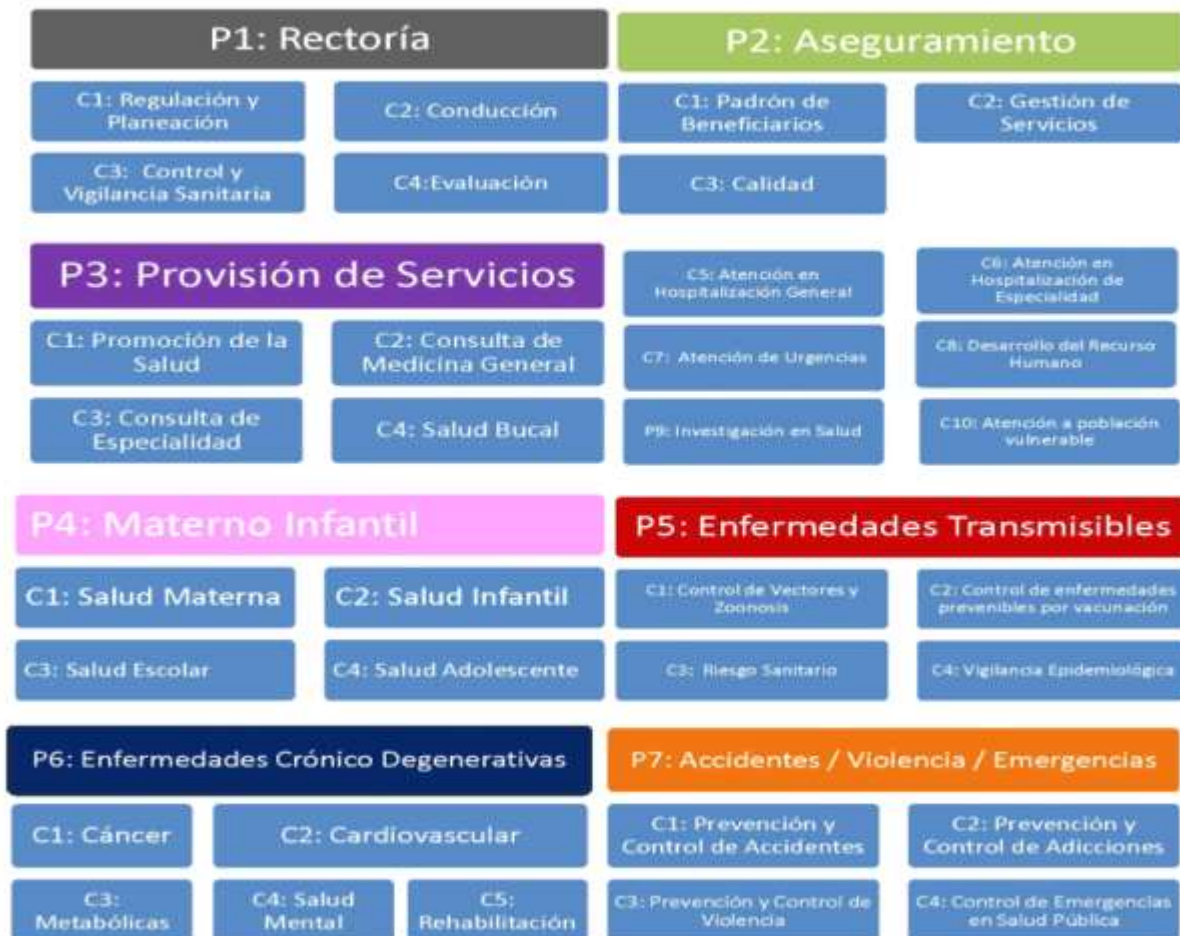 P1: Rectoría
C1: Regulación y
Planeación
C2: Conducción
C3: Control y
Vigilancia Sanitaria
C4:Evaluación
P2: Aseguramiento
C1: Padrón de
Beneficiarios
C2: Gestión de
Servicios
C3: Calidad
P3: Provisión de Servicios
C1: Promoción de la
Salud
C2: Consulta de
Medicina General
C3: Consulta de
Especialidad
C4: Salud Bucal
C5: Atención en
Hospitalización General
C6: Atención en
Hospitalización de
Especialidad
C7: Atención de Urgencias
C8: Desarrollo del Recurso
Humano
P9: Investigación en Salud
C10: Atención a población
vulnerable
P4: Materno Infantil
C1: Salud Materna
C2: Salud Infantil
C3: Salud Escolar
C4: Salud Adolescente
P5: Enfermedades Transmisibles
C1: Control de Vectores y
Zoonosis
C2: Control de enfermedades
prevenibles por vacunación
C3: Riesgo Sanitario
C4: Vigilancia Epidemiológica
P6: Enfermedades Crónico Degenerativas
C1: Cáncer
C2: Cardiovascular
C3:
Metabólicas
C4: Salud
Mental
C5:
Rehabilitación
P7: Accidentes / Violencia / Emergencias
C1: Prevención y
Control de Accidentes
C2: Prevención y
Control de Adicciones
C3: Prevención y Control de
Violencia
C4: Control de Emergencias
en Salud Pública